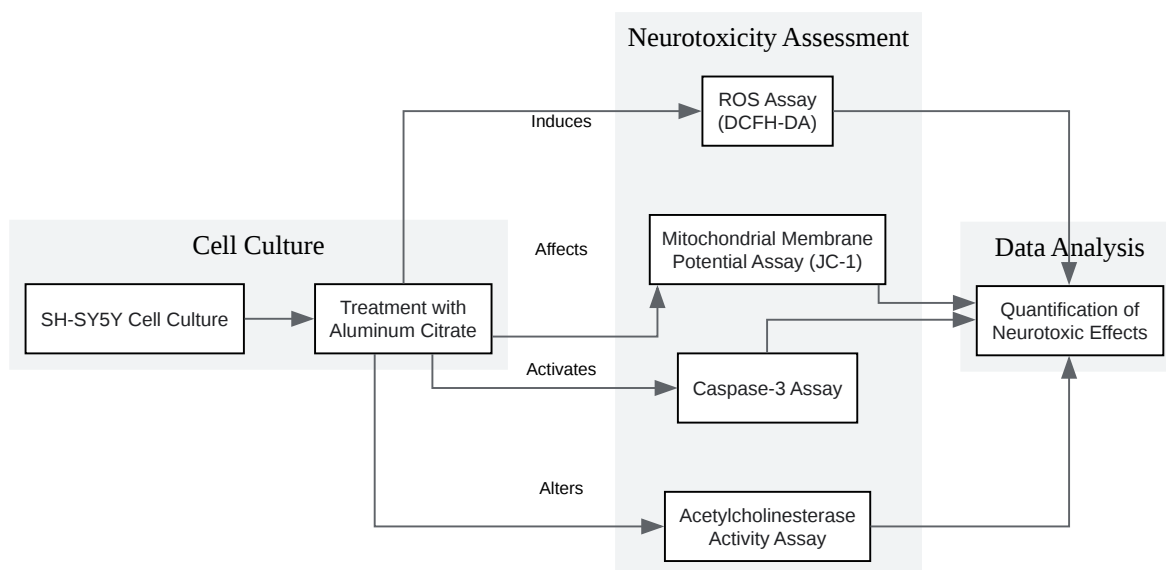 Neurotoxicity Assessment
ROS Assay
(DCFH-DA)
Induces
Cell Culture
Affects
Mitochondrial Membrane
Potential Assay (JC-1)
Data Analysis
SH-SY5Y Cell Culture
Treatment with
Aluminum Citrate
Quantification of
Neurotoxic Effects
Activates
Caspase-3 Assay
Alters
Acetylcholinesterase
Activity Assay